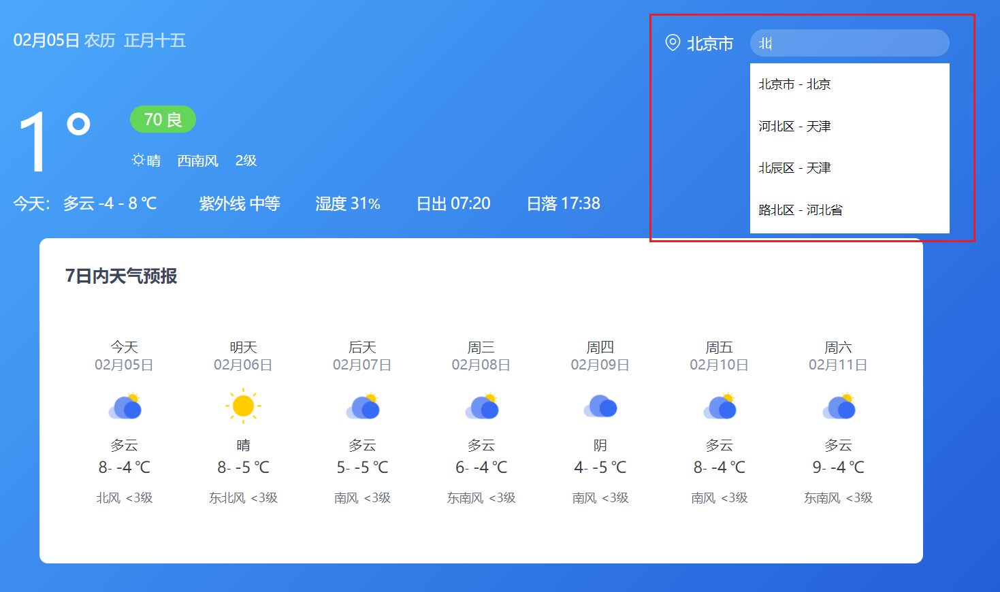 02月05日 农历 正月十五
北京市 北
北京市 - 北京
河北区 - 天津
北辰区 - 天津
路北区 - 河北省
1°
70 良
晴 西南风 2级
今天： 多云 -4 - 8 ℃ 紫外线 中等 湿度 31% 日出 07:20 日落 17:38
7日内天气预报
今天 明天 后天 周三 周四 周五 周六
02月05日 02月06日 02月07日 02月08日 02月09日 02月10日 02月11日
多云 晴 多云 多云 阴 多云 多云
8- -4 ℃ 8- -5 ℃ 5- -5 ℃ 6- -4 ℃ 4- -5 ℃ 8- -4 ℃ 9- -4 ℃
北风 <3级 东北风 <3级 南风 <3级 东南风 <3级 南风 <3级 南风 <3级 东南风 <3级